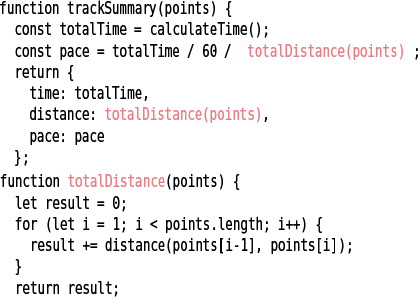 function trackSummary(points) {
  const totalTime = calculateTime();
  const pace = totalTime / 60 /  totalDistance(points) ;
  return {
    time: totalTime,
    distance: totalDistance(points),
    pace: pace
  };
function totalDistance(points) {
  let result = 0;
  for (let i = 1; i < points.length; i++) {
    result += distance(points[i-1], points[i]);
  }
  return result;